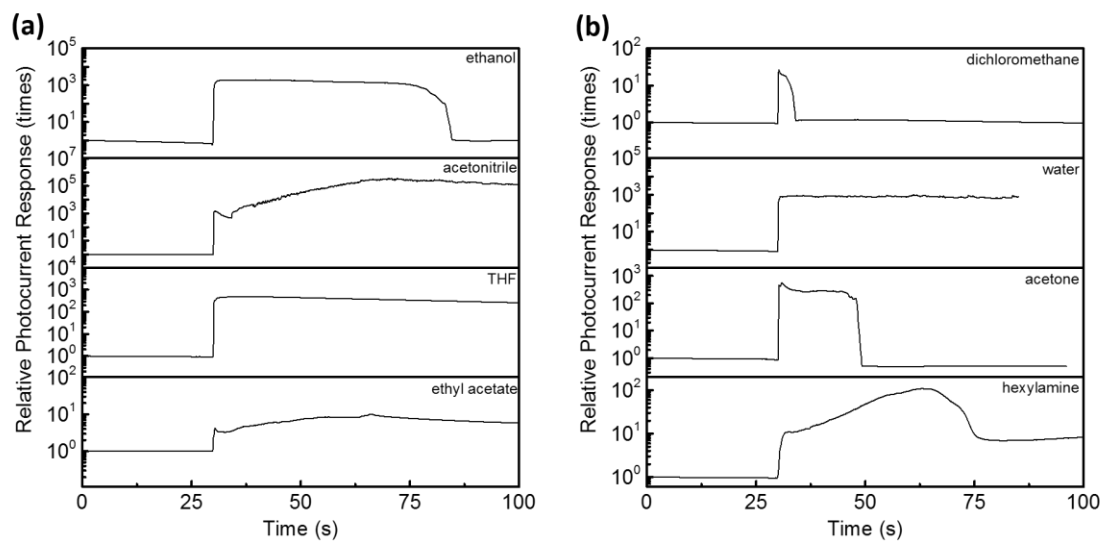 (a)
Relative Photocurrent Response (times)
10^5
10^3
10^1
10^7
ethanol
10^5
10^3
10^1
10^4
acetonitrile
10^3
10^2
10^1
10^0
10^2
THF
10^1
10^0
ethyl acetate
0 25 50 75 100
Time (s)
(b)
Relative Photocurrent Response (times)
10^2
10^1
10^0
10^5
dichloromethane
10^3
10^1
10^3
water
10^2
10^1
10^0
acetone
10^2
10^1
10^0
hexylamine
0 25 50 75 100
Time (s)